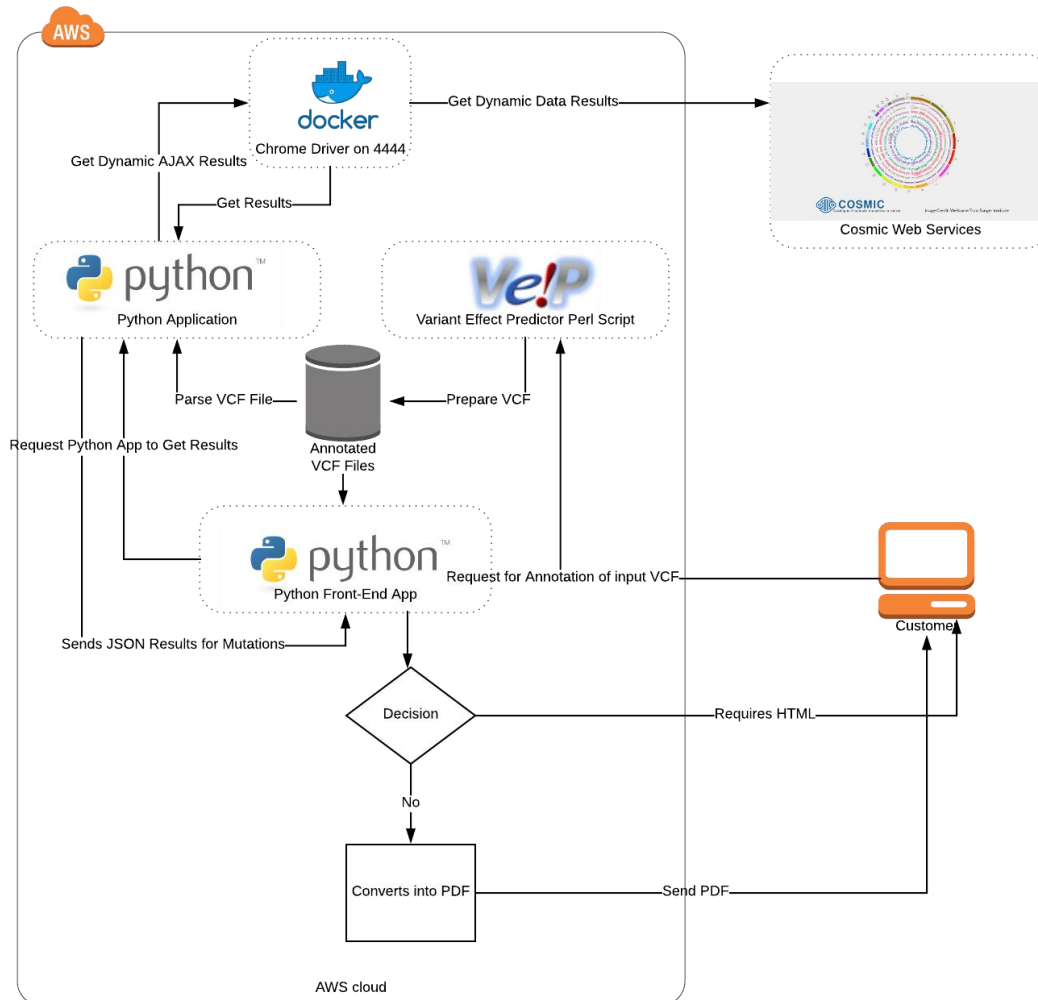 AWS
docker
Chrome Driver on 4444
Get Dynamic Data Results
Get Dynamic AJAX Results
Get Results
COSMIC
Cosmic Web Services
python™
Python Application
Ve!P
Variant Effect Predictor Perl Script
Parse VCF File
Prepare VCF
Request Python App to Get Results
Annotated
VCF Files
python™
Python Front-End App
Request for Annotation of input VCF
Customer
Sends JSON Results for Mutations
Decision
Requires HTML
No
Converts into PDF
Send PDF
AWS cloud